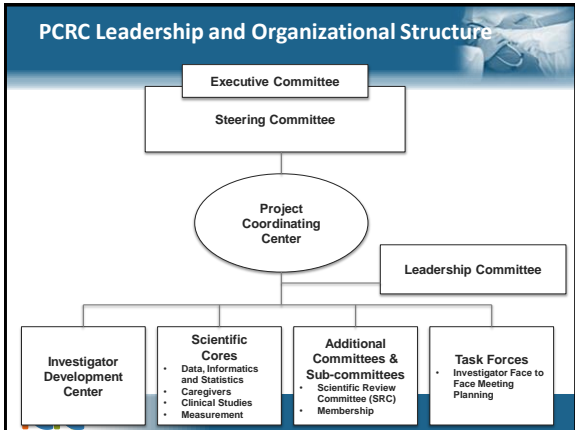 PCRC Leadership and Organizational Structure
Executive Committee
Steering Committee
Project
Coordinating
Center
Leadership Committee
Investigator
Development
Center
Scientific
Cores
• Data, Informatics
and Statistics
• Caregivers
• Clinical Studies
• Measurement
Additional
Committees &
Sub-committees
• Scientific Review
Committee (SRC)
• Membership
Task Forces
• Investigator Face to
Face Meeting
Planning